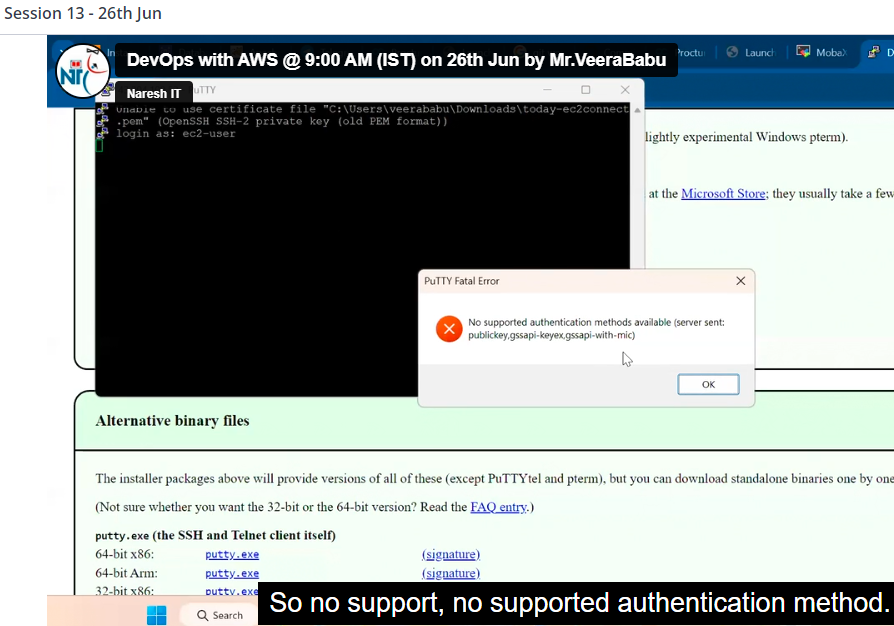 Session 13 - 26th Jun
DevOps with AWS @ 9:00 AM (IST) on 26th Jun by Mr.VeeraBabu
Launch
MobaX
Naresh IT
Unable to use certificate file "C:\Users\veerababu\Downloads\today-ec2connect
.pem" (OpenSSH SSH-2 private key (old PEM format))
login as: ec2-user
lightly experimental Windows pterm).
at the Microsoft Store; they usually take a few
PuTTY Fatal Error
No supported authentication methods available (server sent:
publickey,gssapi-keyex,gssapi-with-mic)
OK
Alternative binary files
The installer packages above will provide versions of all of these (except PuTTYtel and pterm), but you can download standalone binaries one by one
(Not sure whether you want the 32-bit or the 64-bit version? Read the FAQ entry.)
putty.exe (the SSH and Telnet client itself)
64-bit x86: putty.exe (signature)
64-bit Arm: putty.exe (signature)
32-bit x86: putty.exe
Search
So no support, no supported authentication method.